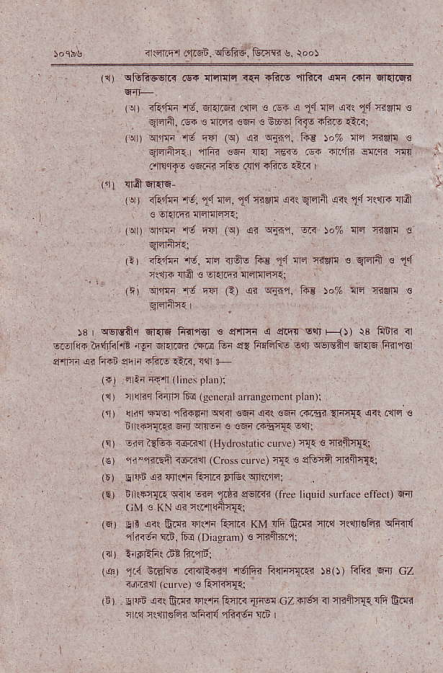 ১০৭৯৬ বাংলাদেশ গেজেট, অতিরিক্ত, ডিসেম্বর ৬, ২০০১
(খ) অতিরিক্তভাবে ডেক মালামাল বহন করিতে পারিবে এমন কোন জাহাজের
জন্য—
(অ) বহির্গমন শর্ত, জাহাজের খোল ও ডেক এ পূর্ণ মাল এবং পূর্ণ সরঞ্জাম ও
জ্বালানী, ডেক ও মালের ওজন ও উচ্চতা বিবৃত করিতে হইবে;
(আ) আগমন শর্ত দফা (অ) এর অনুরূপ, কিন্তু ১০% মাল সরঞ্জাম ও
জ্বালানীসহ। পানির ওজন যাহা সম্ভবত ডেক কার্গোর ভ্রমণের সময়
শোষণকৃত ওজনের সহিত যোগ করিতে হইবে।
(গ) যাত্রী জাহাজ-
(অ) বহির্গমন শর্ত, পূর্ণ মাল, পূর্ণ সরঞ্জাম এবং জ্বালানী এবং পূর্ণ সংখ্যক যাত্রী
ও তাহাদের মালামালসহ;
(আ) আগমন শর্ত দফা (অ) এর অনুরূপ, তবে ১০% মাল সরঞ্জাম ও
জ্বালানীসহ;
(ই) বহির্গমন শর্ত, মাল ব্যতীত কিন্তু পূর্ণ মাল সরঞ্জাম ও জ্বালানী ও পূর্ণ
সংখ্যক যাত্রী ও তাহাদের মালামালসহ;
(ঈ) আগমন শর্ত দফা (ই) এর অনুরূপ, কিন্তু ১০% মাল সরঞ্জাম ও
জ্বালানীসহ।
১৪। অভ্যন্তরীণ জাহাজ নিরাপত্তা ও প্রশাসন এ প্রদেয় তথ্য।—(১) ২৪ মিটার বা
ততোধিক দৈর্ঘ্যবিশিষ্ট নতুন জাহাজের ক্ষেত্রে তিন প্রস্থ নিম্নলিখিত তথ্য অভ্যন্তরীণ জাহাজ নিরাপত্তা
প্রশাসন এর নিকট প্রদান করিতে হইবে, যথা ঃ—
(ক) লাইন নক্‌শা (lines plan);
(খ) সাধারণ বিন্যাস চিত্র (general arrangement plan);
(গ) ধারণ ক্ষমতা পরিকল্পনা অথবা ওজন এবং ওজন কেন্দ্রের স্থানসমূহ এবং খোল ও
ট্যাংকসমূহের জন্য আয়তন ও ওজন কেন্দ্রসমূহ তথ্য;
(ঘ) তরল স্থৈতিক বক্ররেখা (Hydrostatic curve) সমূহ ও সারণীসমূহ;
(ঙ) পরস্পরছেদী বক্ররেখা (Cross curve) সমূহ ও প্রতিসঙ্গী সারণীসমূহ;
(চ) ড্রাফট এর ফ্যাংশন হিসাবে ফ্লাডিং অ্যাংগেল;
(ছ) ট্যাংকসমূহে অবাধ তরল পৃষ্ঠের প্রভাবের (free liquid surface effect) জন্য
GM ও KN এর সংশোধনীসমূহ;
(জ) ড্রাফ্ট এবং ট্রিমের ফাংশন হিসাবে KM যদি ট্রিমের সাথে সংখ্যাগুলির অনিবার্য
পরিবর্তন ঘটে, চিত্র (Diagram) ও সারণীরূপে;
(ঝ) ইনক্লাইনিং টেষ্ট রিপোর্ট;
(ঞ) পূর্বে উল্লেখিত বোঝাইকরণ শর্তাদির বিধানসমূহের ১৪(১) বিধির জন্য GZ
বক্ররেখা (curve) ও হিসাবসমূহ;
(ট) ড্রাফট এবং ট্রিমের ফাংশন হিসাবে ন্যূনতম GZ কার্ভস বা সারণীসমূহ যদি ট্রিমের
সাথে সংখ্যাগুলির অনিবার্য পরিবর্তন ঘটে।